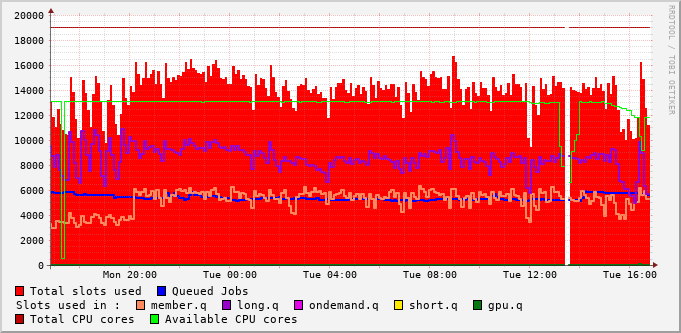 20000
18000
16000
14000
12000
10000
8000
6000
4000
2000
0
Mon 20:00 Tue 00:00 Tue 04:00 Tue 08:00 Tue 12:00 Tue 16:00
RRDTOOL / TOBI OETIKER
Total slots used Queued Jobs
Slots used in : member.q long.q ondemand.q short.q gpu.q
Total CPU cores Available CPU cores